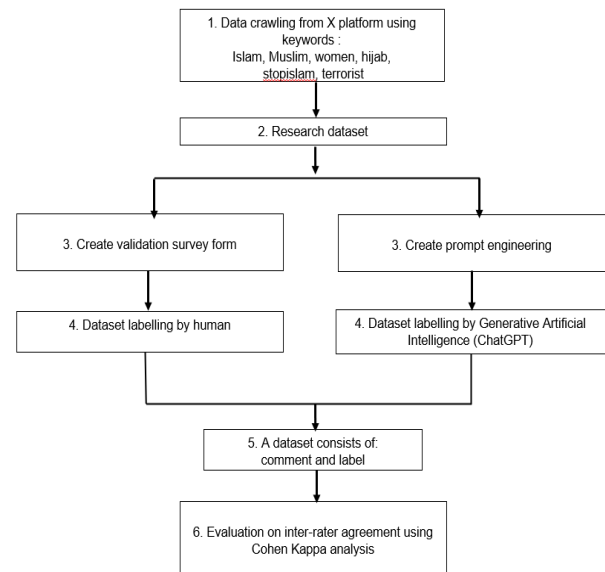 1. Data crawling from X platform using
keywords :
Islam, Muslim, women, hijab,
stopislam, terrorist
2. Research dataset
3. Create validation survey form
3. Create prompt engineering
4. Dataset labelling by human
4. Dataset labelling by Generative Artificial
Intelligence (ChatGPT)
5. A dataset consists of:
comment and label
6. Evaluation on inter-rater agreement using
Cohen Kappa analysis